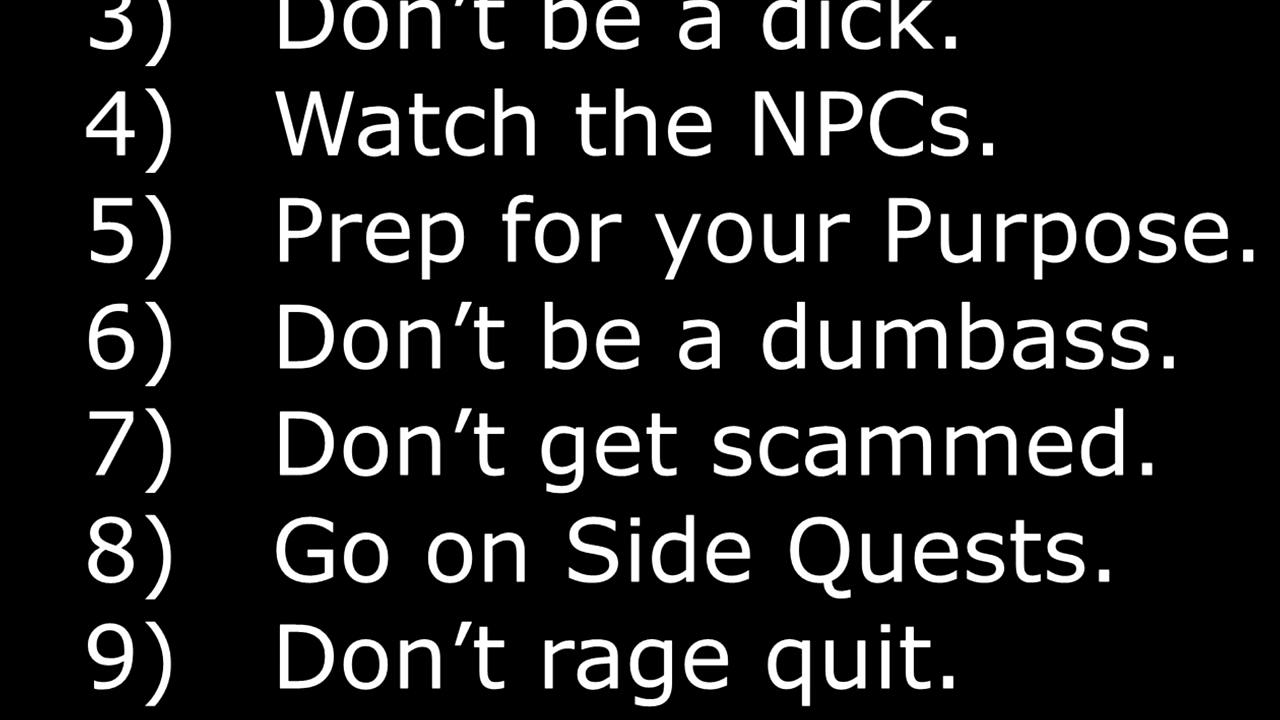 3) Don’t be a dick.
4) Watch the NPCs.
5) Prep for your Purpose.
6) Don’t be a dumbass.
7) Don’t get scammed.
8) Go on Side Quests.
9) Don’t rage quit.